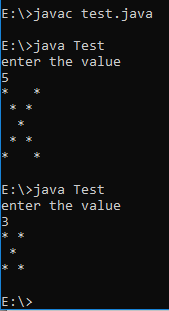 E:\>javac test.java
E:\>java Test
enter the value
5
*   *
 * *
  *
 * *
*   *
E:\>java Test
enter the value
3
* *
 *
* *
E:\>